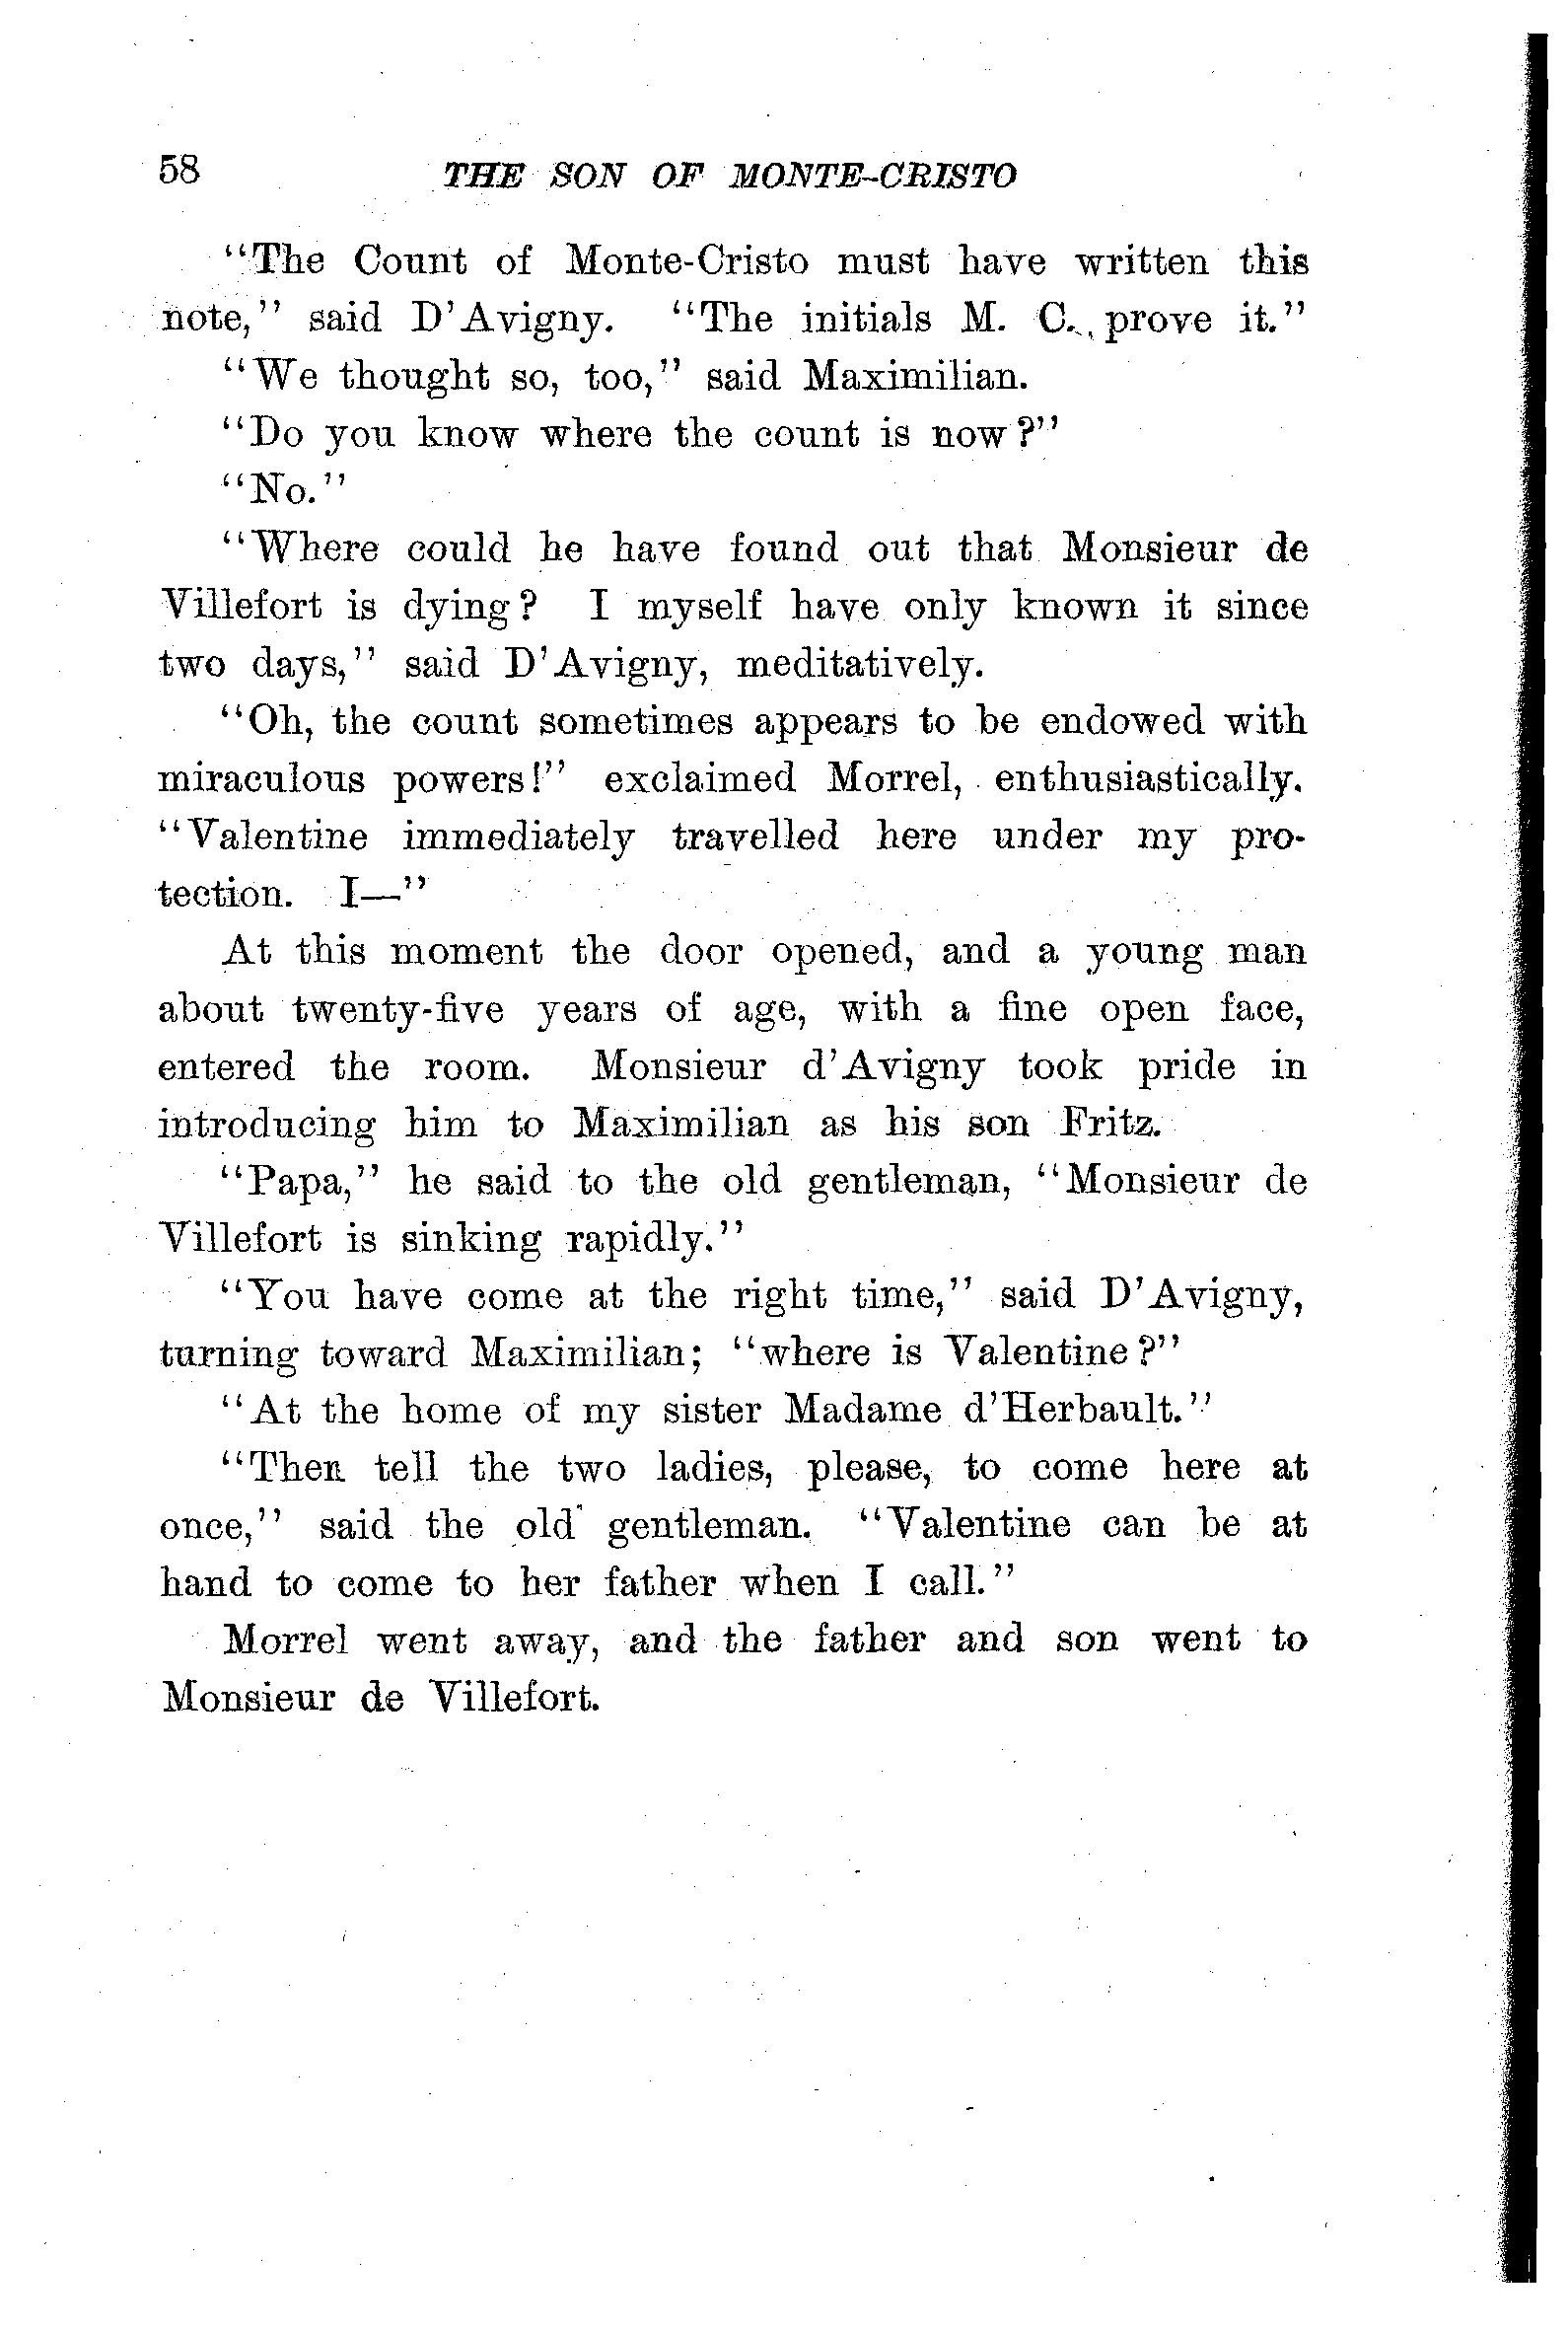 58 THE SON OF MONTE-CRISTO
“The Count of Monte-Cristo must have written this
note,” said D’Avigny. “The initials M. C., prove it.”
“We thought so, too,” said Maximilian.
“Do you know where the count is now?”
“No.”
“Where could he have found out that Monsieur de
Villefort is dying? I myself have only known it since
two days,” said D’Avigny, meditatively.
“Oh, the count sometimes appears to be endowed with
miraculous powers!” exclaimed Morrel, enthusiastically.
“Valentine immediately travelled here under my pro-
tection. I—”
At this moment the door opened, and a young man
about twenty-five years of age, with a fine open face,
entered the room. Monsieur d’Avigny took pride in
introducing him to Maximilian as his son Fritz.
“Papa,” he said to the old gentleman, “Monsieur de
Villefort is sinking rapidly.”
“You have come at the right time,” said D’Avigny,
turning toward Maximilian; “where is Valentine?”
“At the home of my sister Madame d’Herbault.”
“Then tell the two ladies, please, to come here at
once,” said the old gentleman. “Valentine can be at
hand to come to her father when I call.”
Morrel went away, and the father and son went to
Monsieur de Villefort.